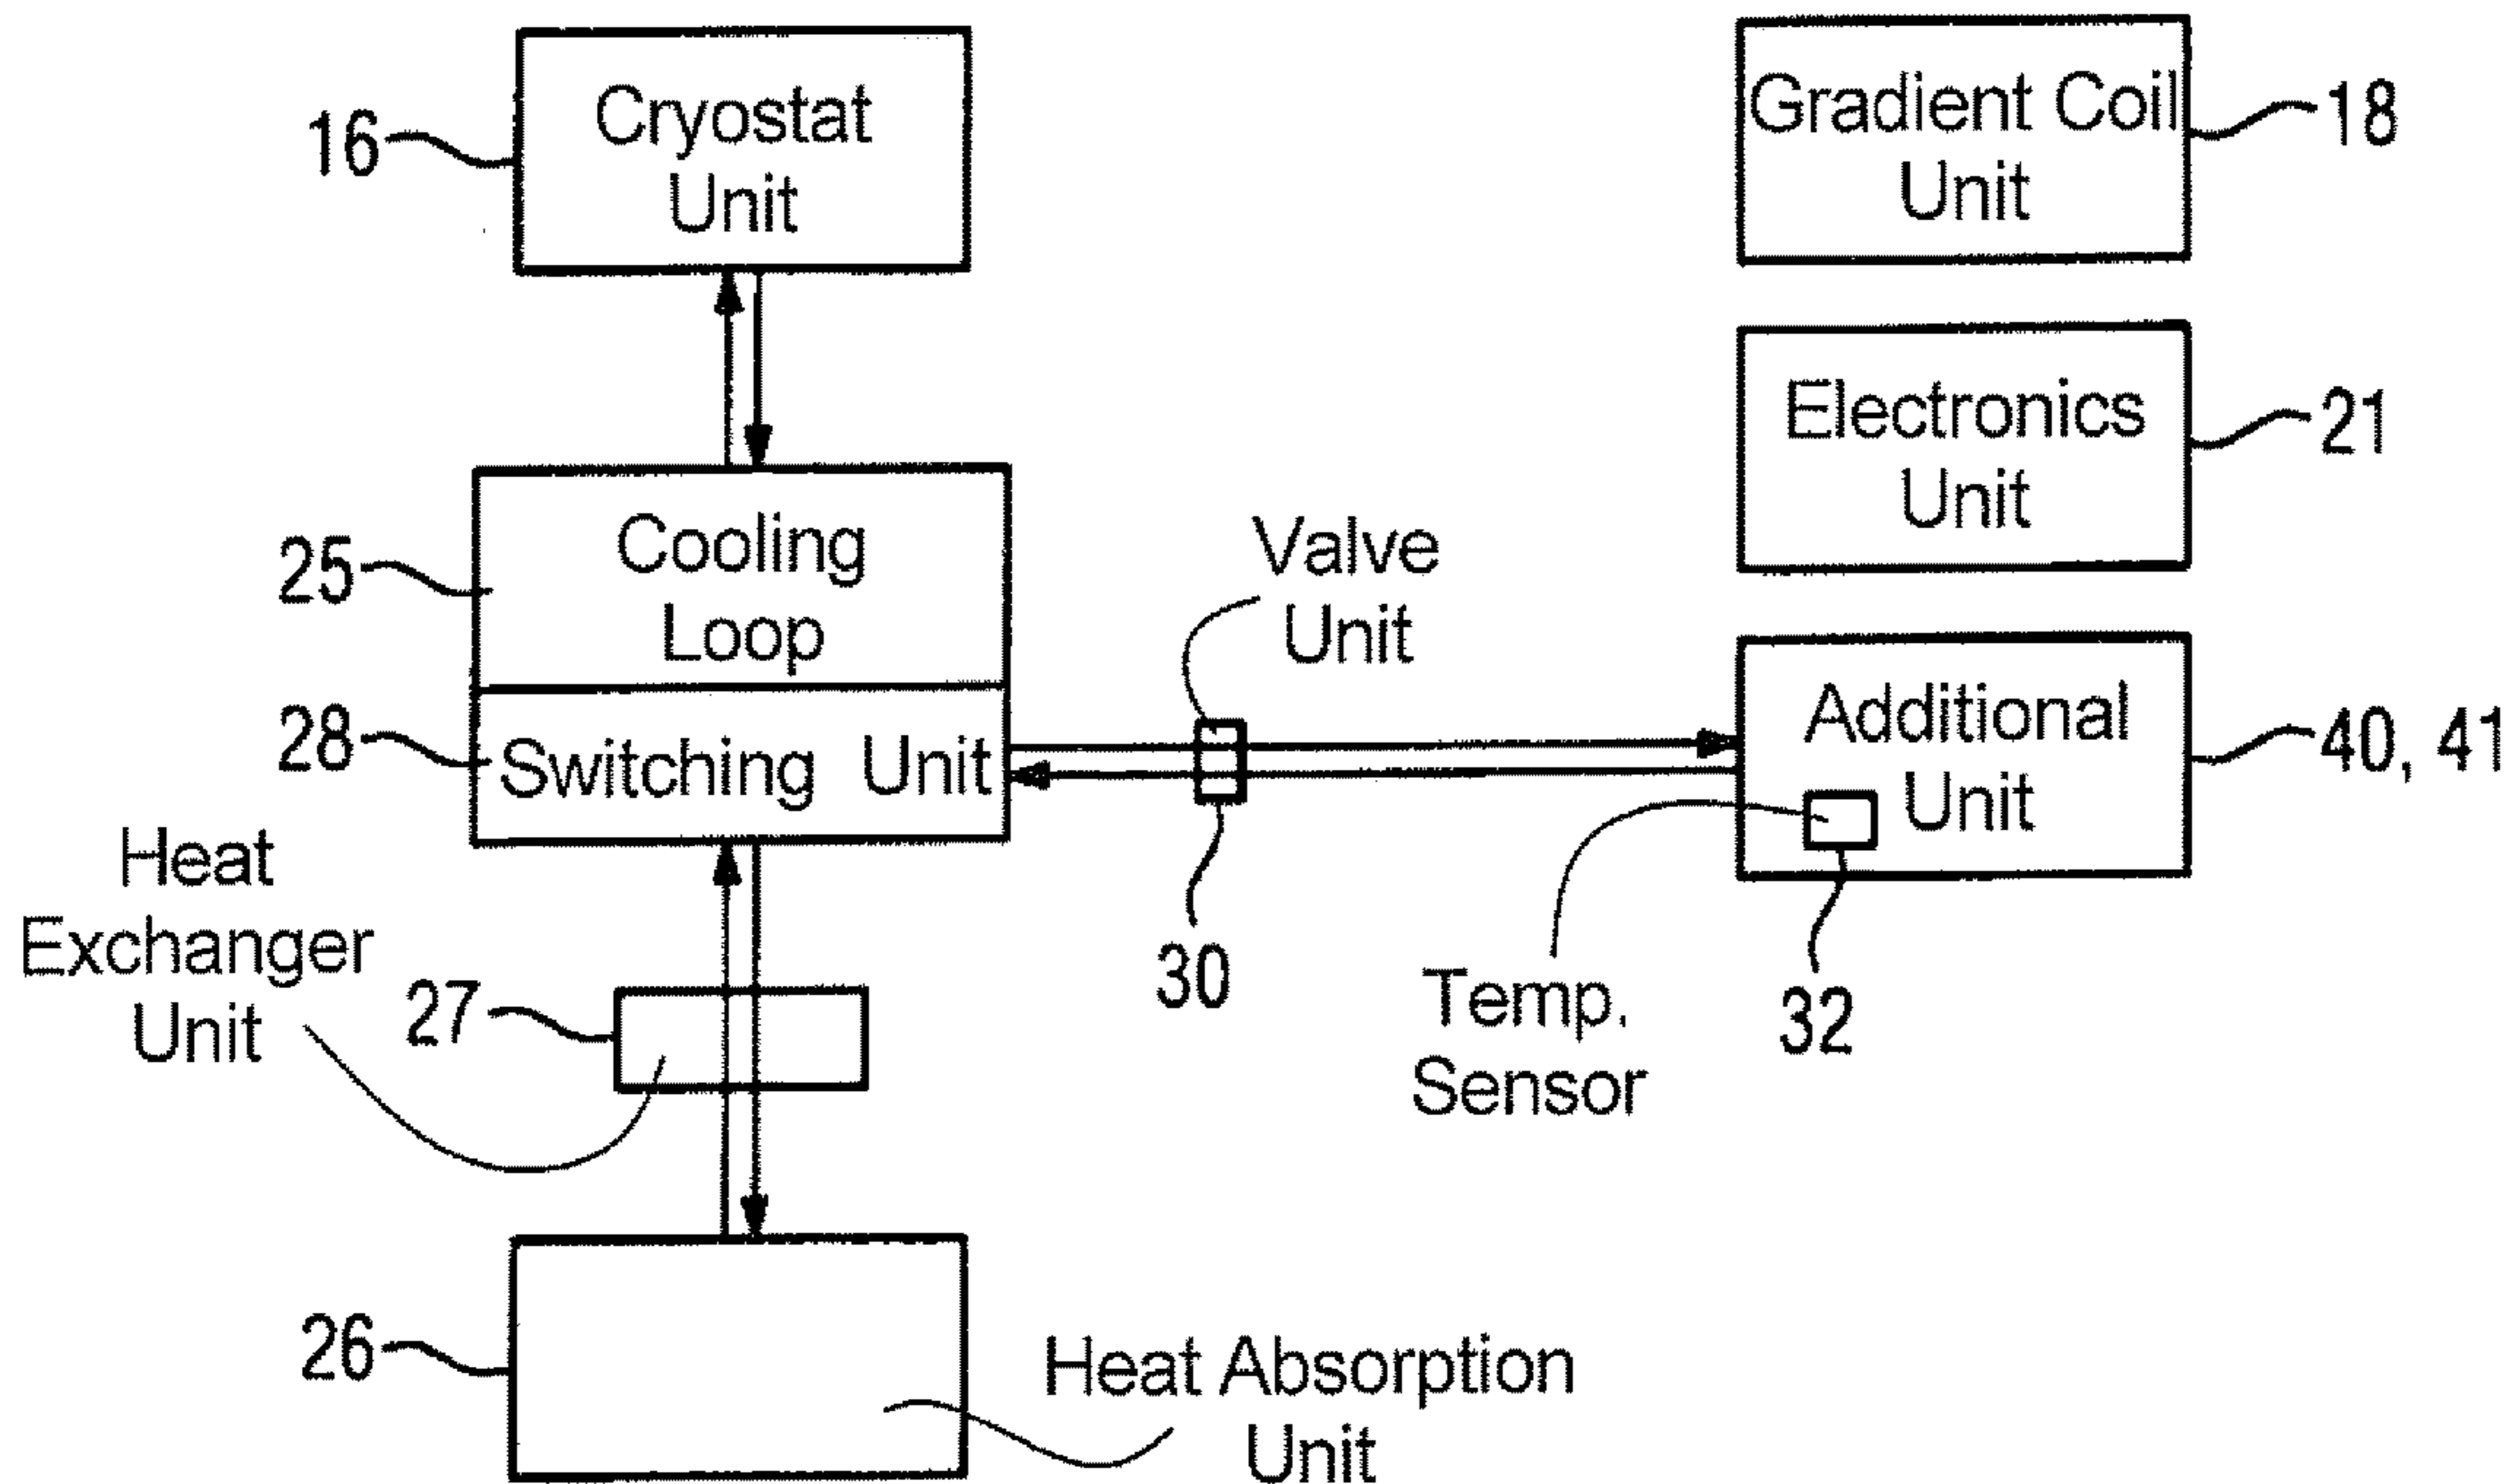 16
Cryostat
Unit
Gradient Coil
Unit
18
Electronics
Unit
21
25
Cooling
Loop
Valve
Unit
28
Switching Unit
30
Additional
Unit
40, 41
Temp.
Sensor
32
Heat
Exchanger
Unit
27
26
Heat Absorption
Unit